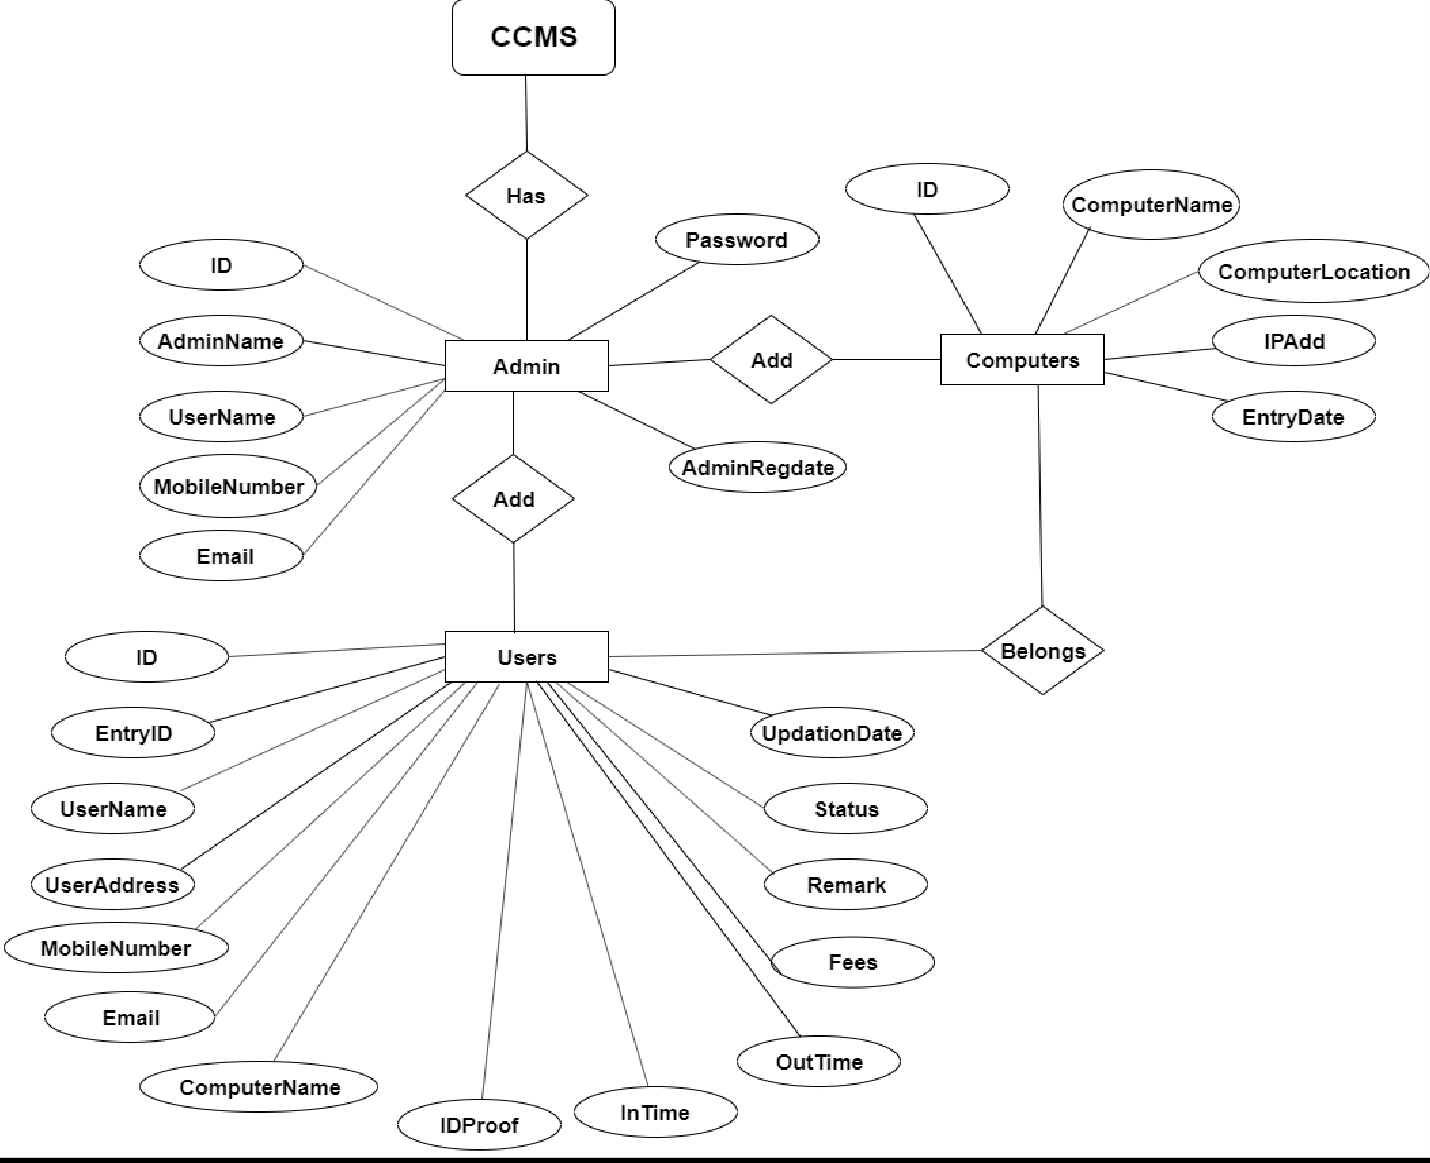 CCMS
Has
ID
ComputerName
Password
ID
ComputerLocation
AdminName
IPAdd
Admin
Add
Computers
UserName
EntryDate
AdminRegdate
MobileNumber
Add
Email
ID
Users
Belongs
EntryID
UpdationDate
UserName
Status
UserAddress
Remark
MobileNumber
Fees
Email
OutTime
ComputerName
InTime
IDProof